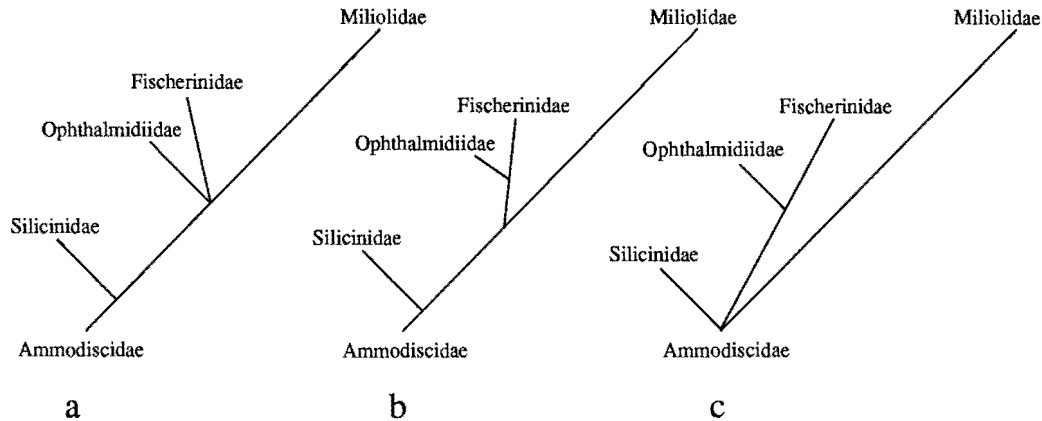 Miliolidae
Fischerinidae
Ophthalmidiidae
Silicinidae
Ammodiscidae
a
Miliolidae
Fischerinidae
Ophthalmidiidae
Silicinidae
Ammodiscidae
b
Miliolidae
Fischerinidae
Ophthalmidiidae
Silicinidae
Ammodiscidae
c